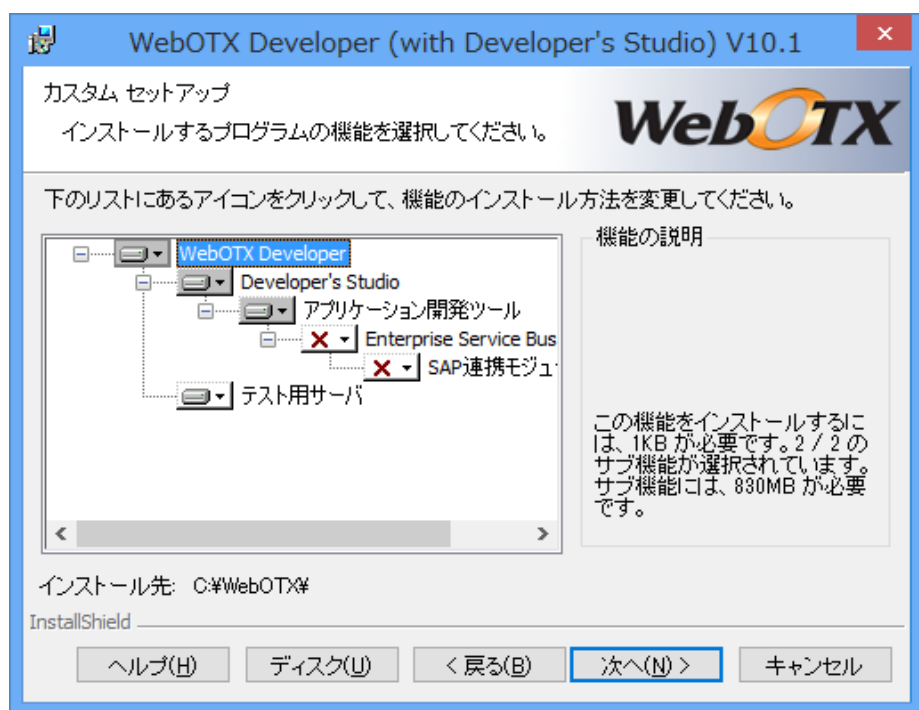 WebOTX Developer (with Developer's Studio) V10.1
カスタム セットアップ
インストールするプログラムの機能を選択してください。
WebOTX
下のリストにあるアイコンをクリックして、機能のインストール方法を変更してください。
WebOTX Developer
Developer's Studio
アプリケーション開発ツール
Enterprise Service Bus
SAP連携モジュ
テスト用サーバ
機能の説明
この機能をインストールするに
は、1KB が必要です。2 / 2 の
サブ機能が選択されています。
サブ機能には、830MB が必要
です。
インストール先: C:¥WebOTX¥
InstallShield
ヘルプ(H)
ディスク(U)
< 戻る(B)
次へ(N) >
キャンセル